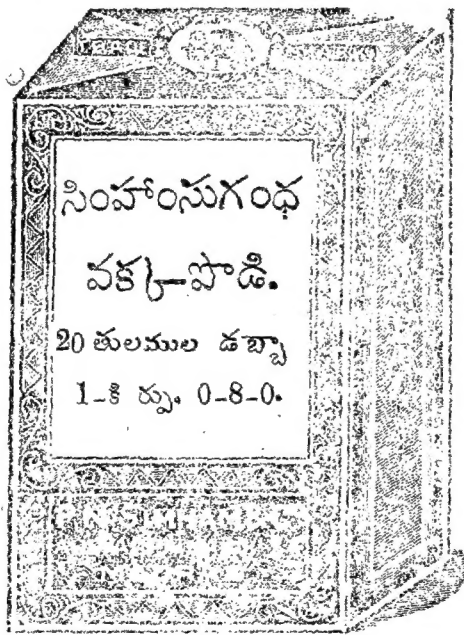 సింహాంసుగంధ
వక్క-పొడి.
20 తులముల డబ్బా
1-కి ర్పు. 0-8-0.